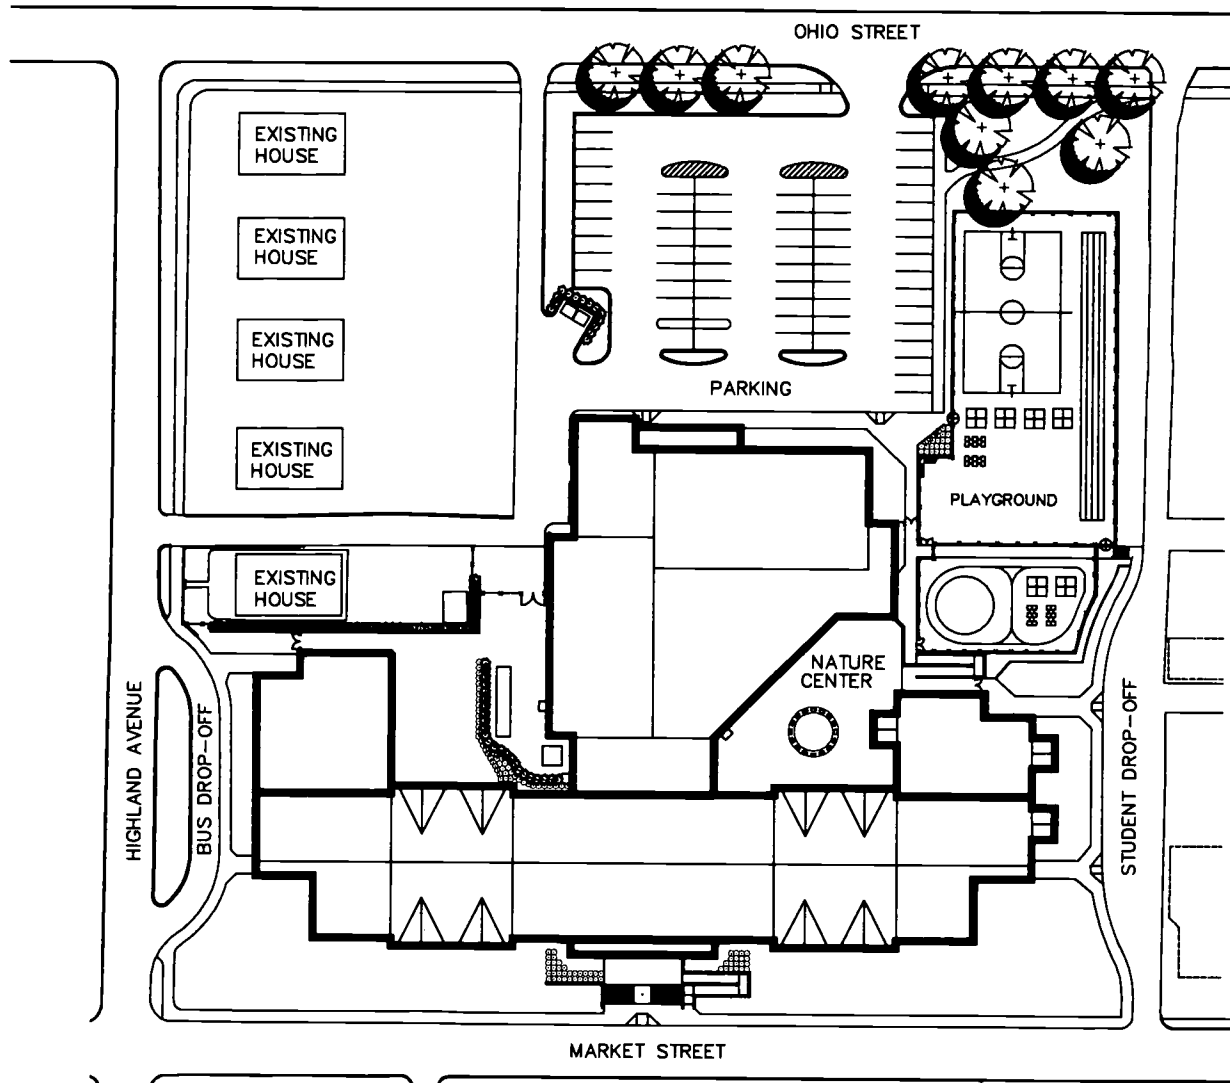 OHIO STREET
EXISTING
HOUSE
EXISTING
HOUSE
EXISTING
HOUSE
PARKING
EXISTING
HOUSE
PLAYGROUND
EXISTING
HOUSE
NATURE
CENTER
HIGHLAND AVENUE
BUS DROP-OFF
STUDENT DROP-OFF
MARKET STREET